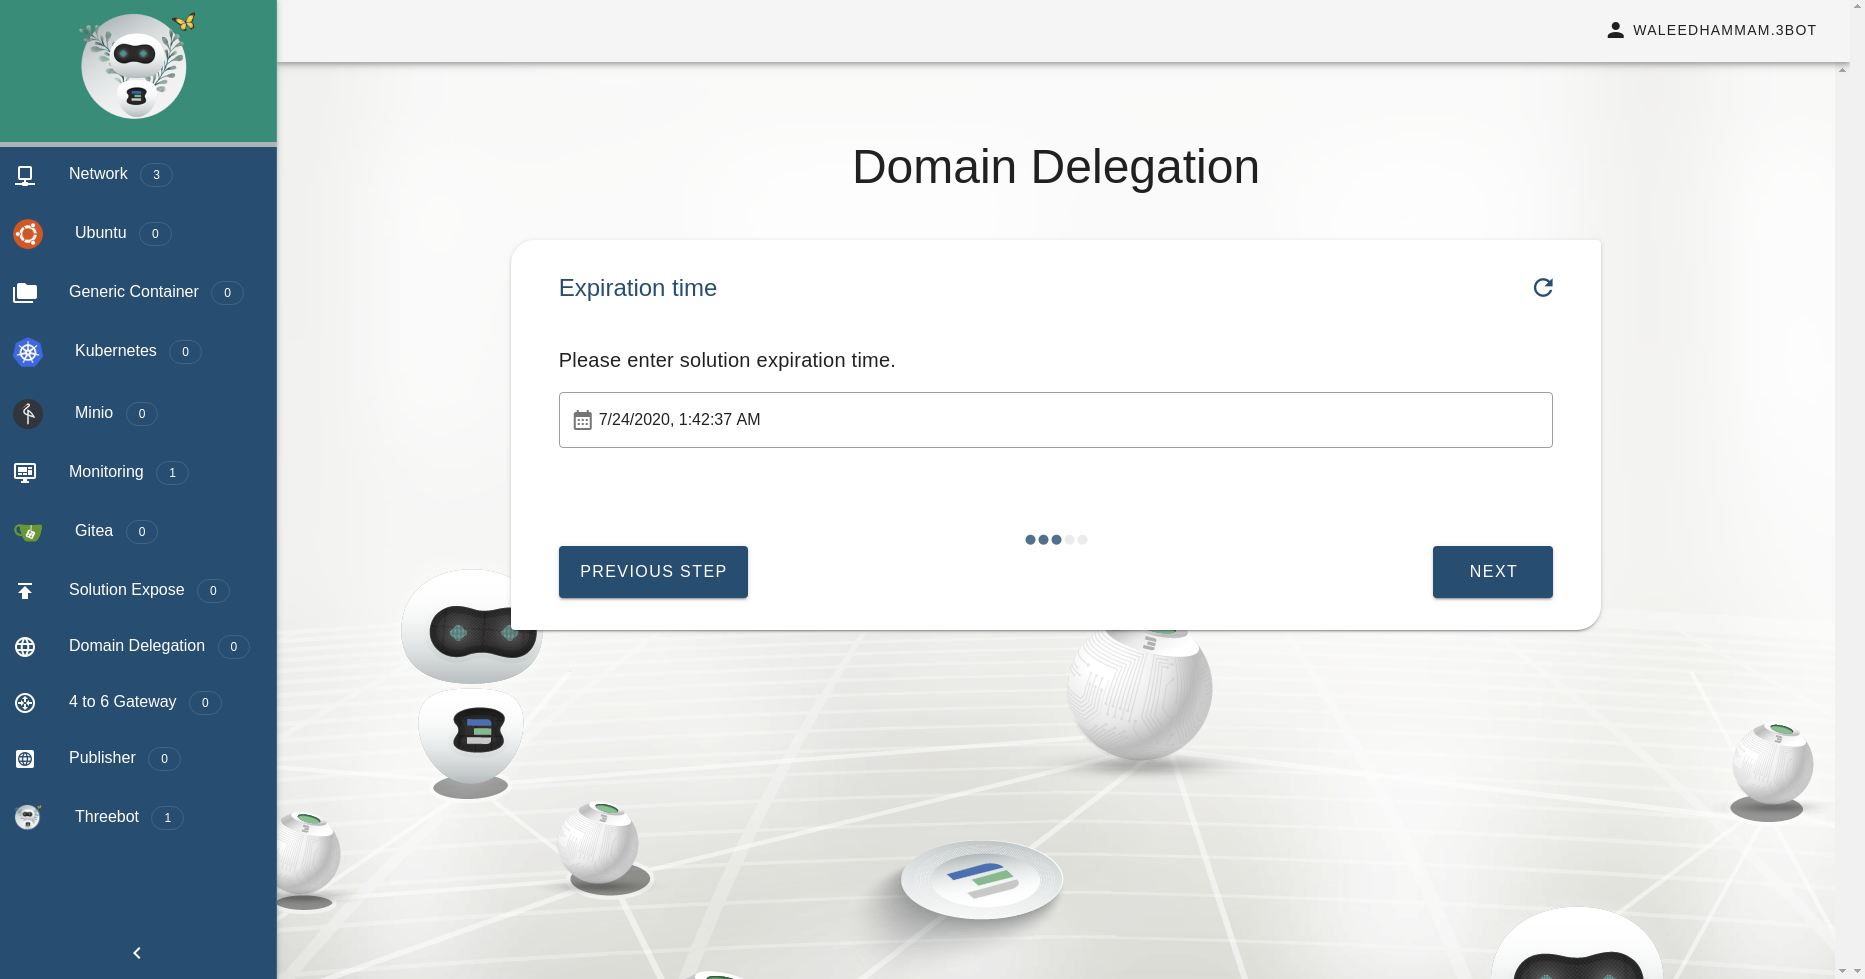 WALEEDHAMMAM.3BOT
Network 3
Ubuntu 0
Generic Container 0
Kubernetes 0
Minio 0
Monitoring 1
Gitea 0
Solution Expose 0
Domain Delegation 0
4 to 6 Gateway 0
Publisher 0
Threebot 1
Domain Delegation
Expiration time
Please enter solution expiration time.
7/24/2020, 1:42:37 AM
PREVIOUS STEP
NEXT